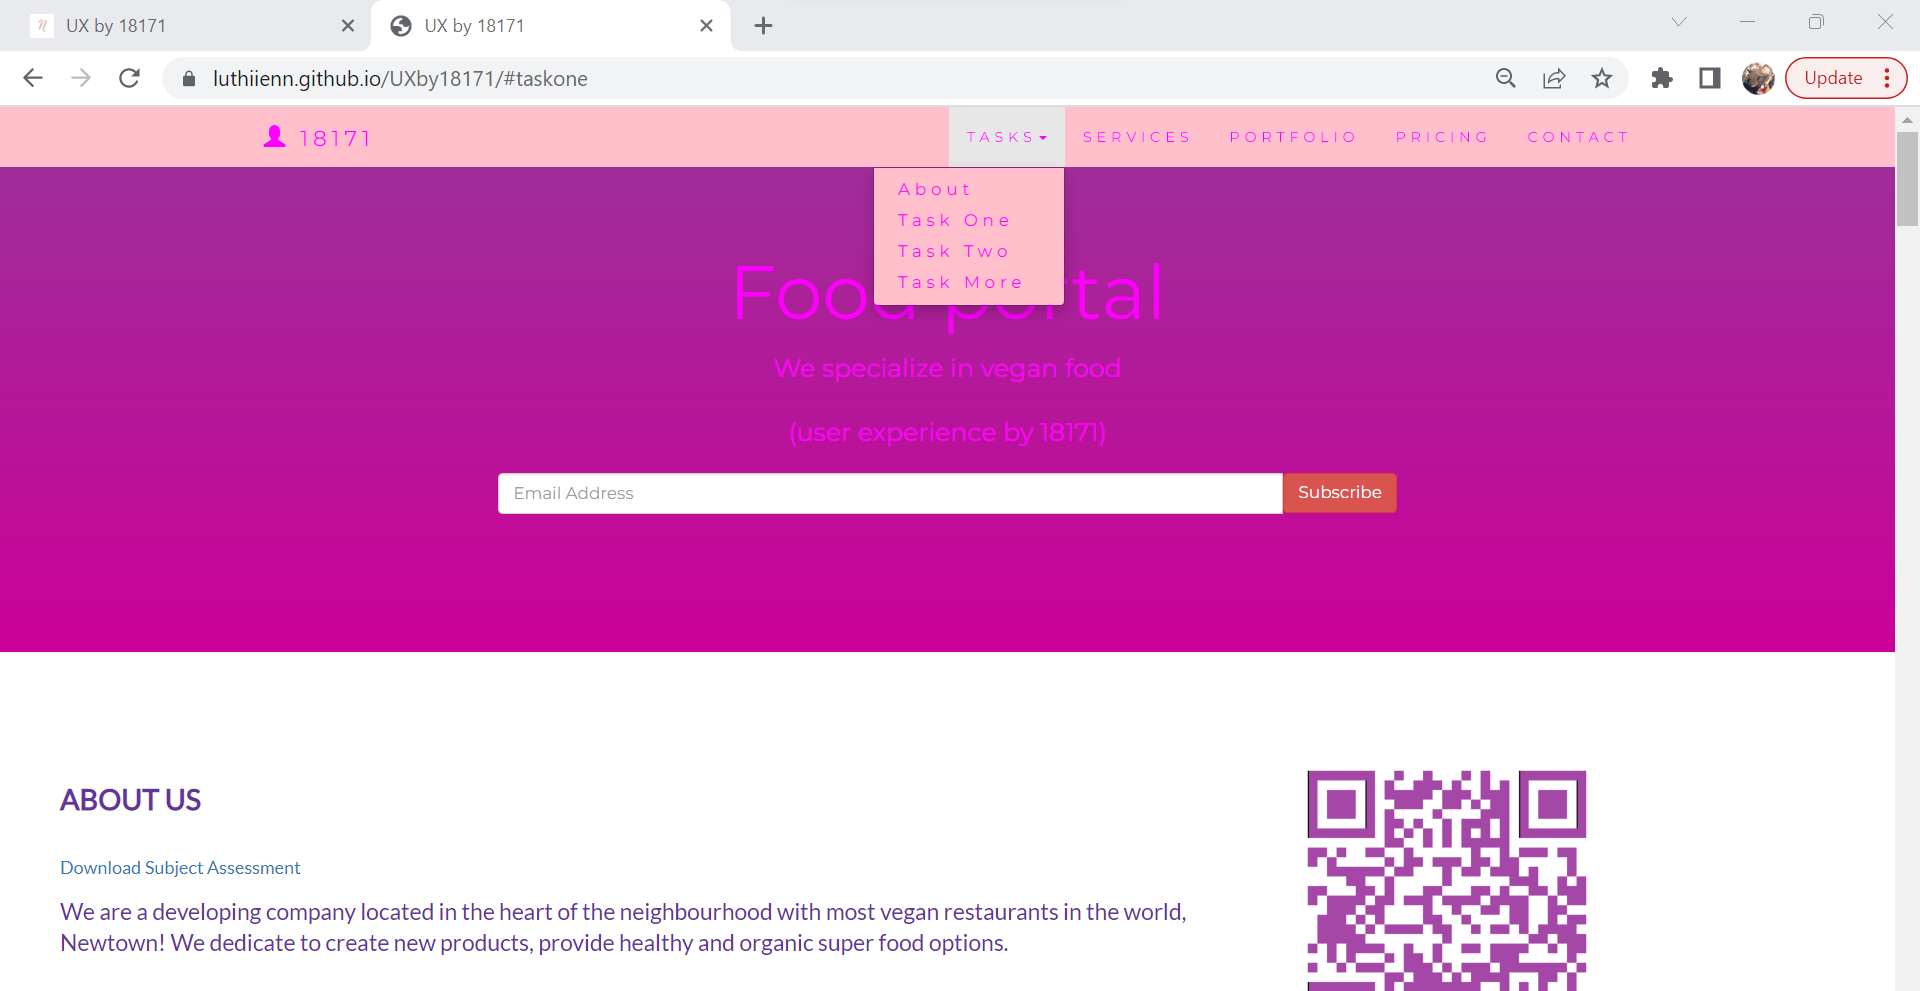 UX by 18171
UX by 18171
luthiienn.github.io/UXby18171/#taskone
Update
18171
TASKS
SERVICES
PORTFOLIO
PRICING
CONTACT
About
Task One
Task Two
Task More
Food portal
We specialize in vegan food
(user experience by 18171)
Email Address
Subscribe
ABOUT US
Download Subject Assessment
We are a developing company located in the heart of the neighbourhood with most vegan restaurants in the world,
Newtown! We dedicate to create new products, provide healthy and organic super food options.